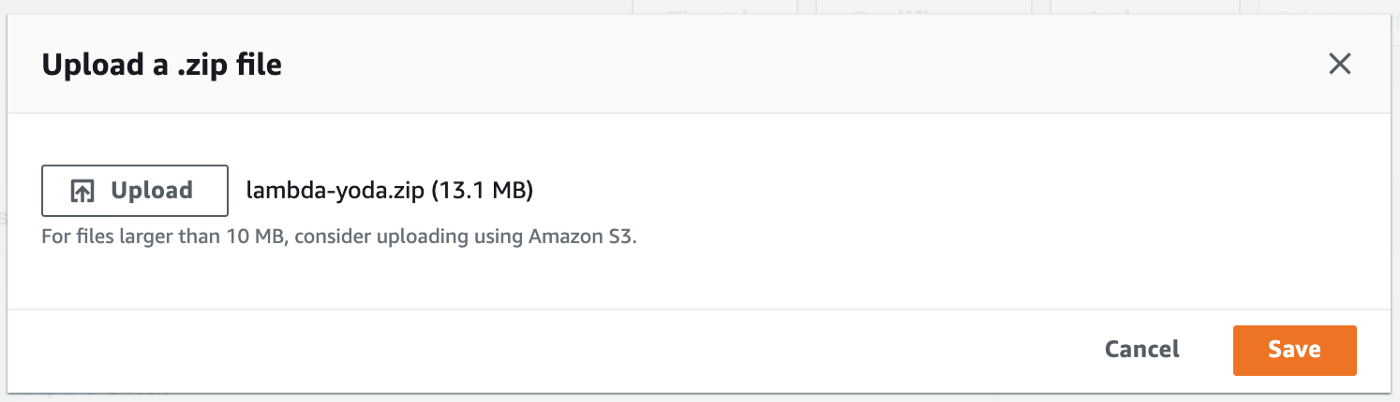 Upload a .zip file
Upload lambda-yoda.zip (13.1 MB)
For files larger than 10 MB, consider uploading using Amazon S3.
Cancel Save